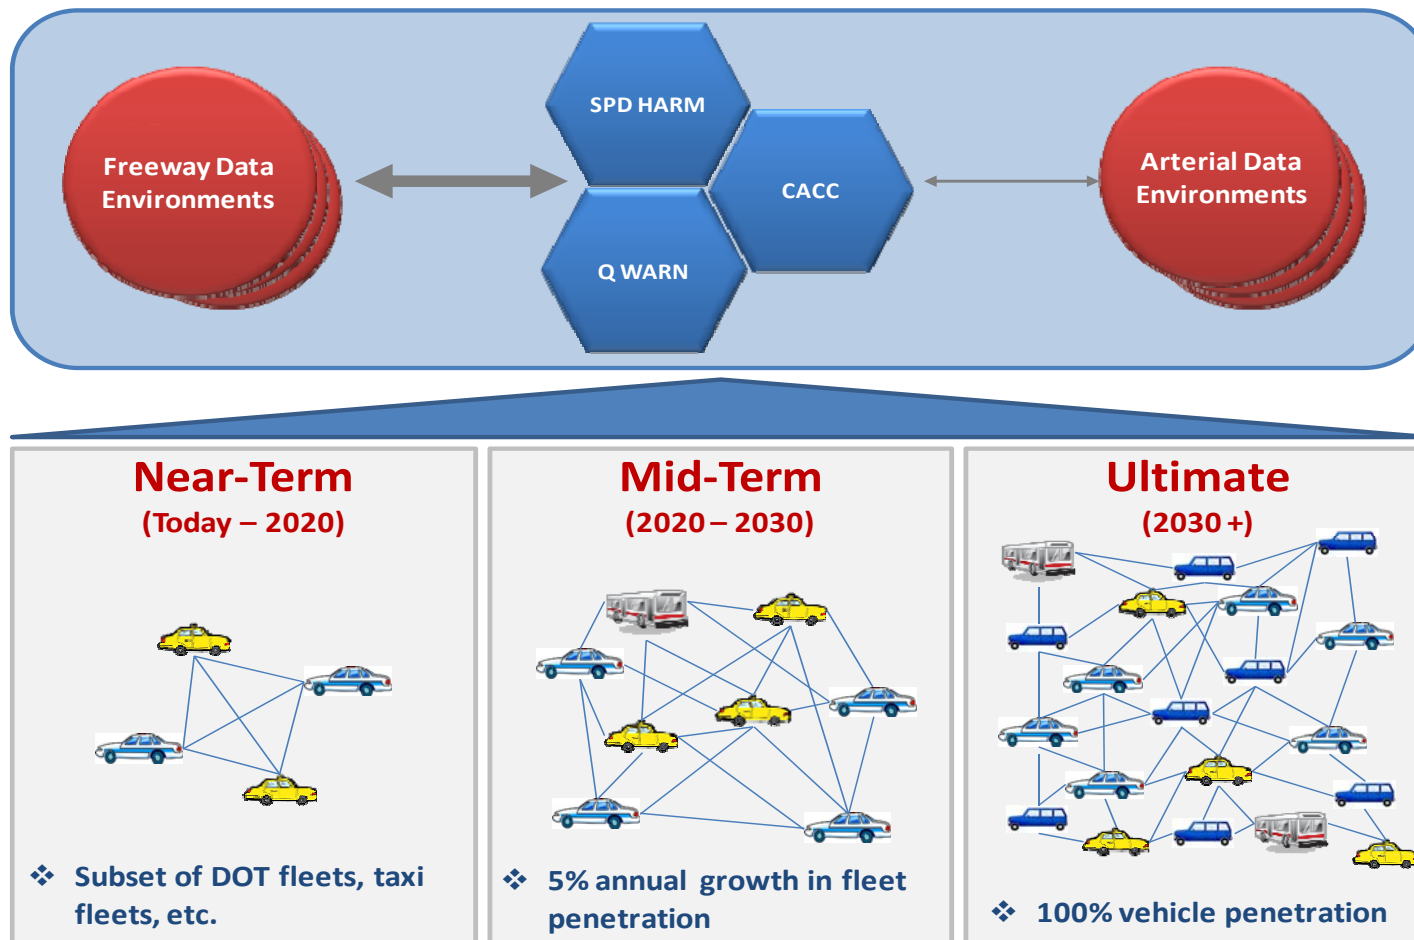 SPD HARM
Freeway Data
Environments
CACC
Arterial Data
Environments
Q WARN
Near-Term
(Today – 2020)
❖ Subset of DOT fleets, taxi
fleets, etc.
Mid-Term
(2020 – 2030)
❖ 5% annual growth in fleet
penetration
Ultimate
(2030 +)
❖ 100% vehicle penetration